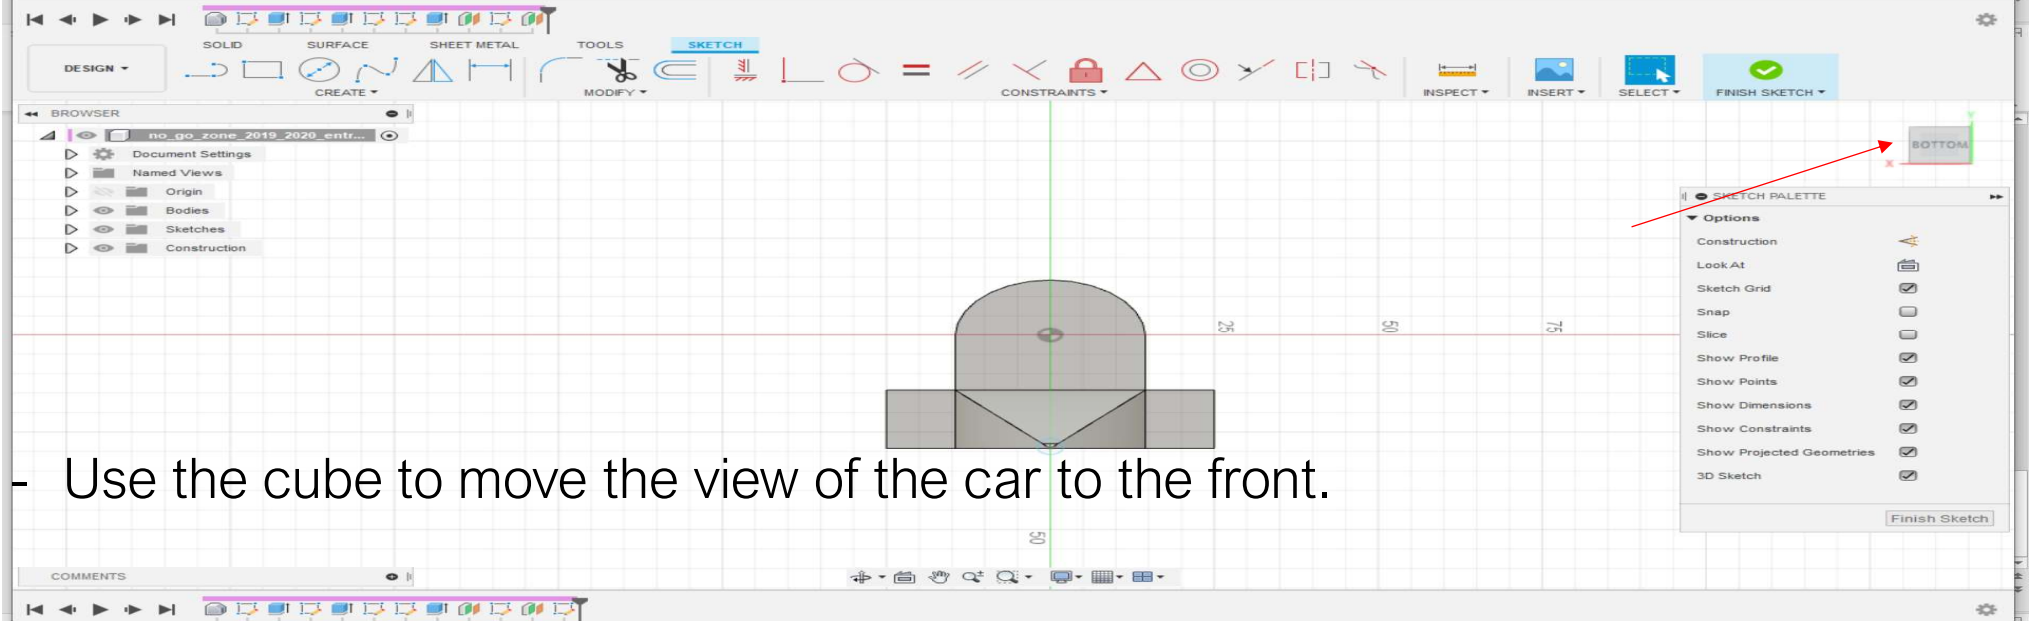 SOLID SURFACE SHEET METAL TOOLS SKETCH
DESIGN
CREATE MODIFY CONSTRAINTS INSPECT INSERT SELECT FINISH SKETCH
BROWSER
no_go_zone_2019_2020_entr...
Document Settings
Named Views
Origin
Bodies
Sketches
Construction
Y
BOTTOM
X
SKETCH PALETTE
Options
Construction
Look At
Sketch Grid
Snap
Slice
Show Profile
Show Points
Show Dimensions
Show Constraints
Show Projected Geometries
3D Sketch
Finish Sketch
25 50 75
- Use the cube to move the view of the car to the front.
50
COMMENTS